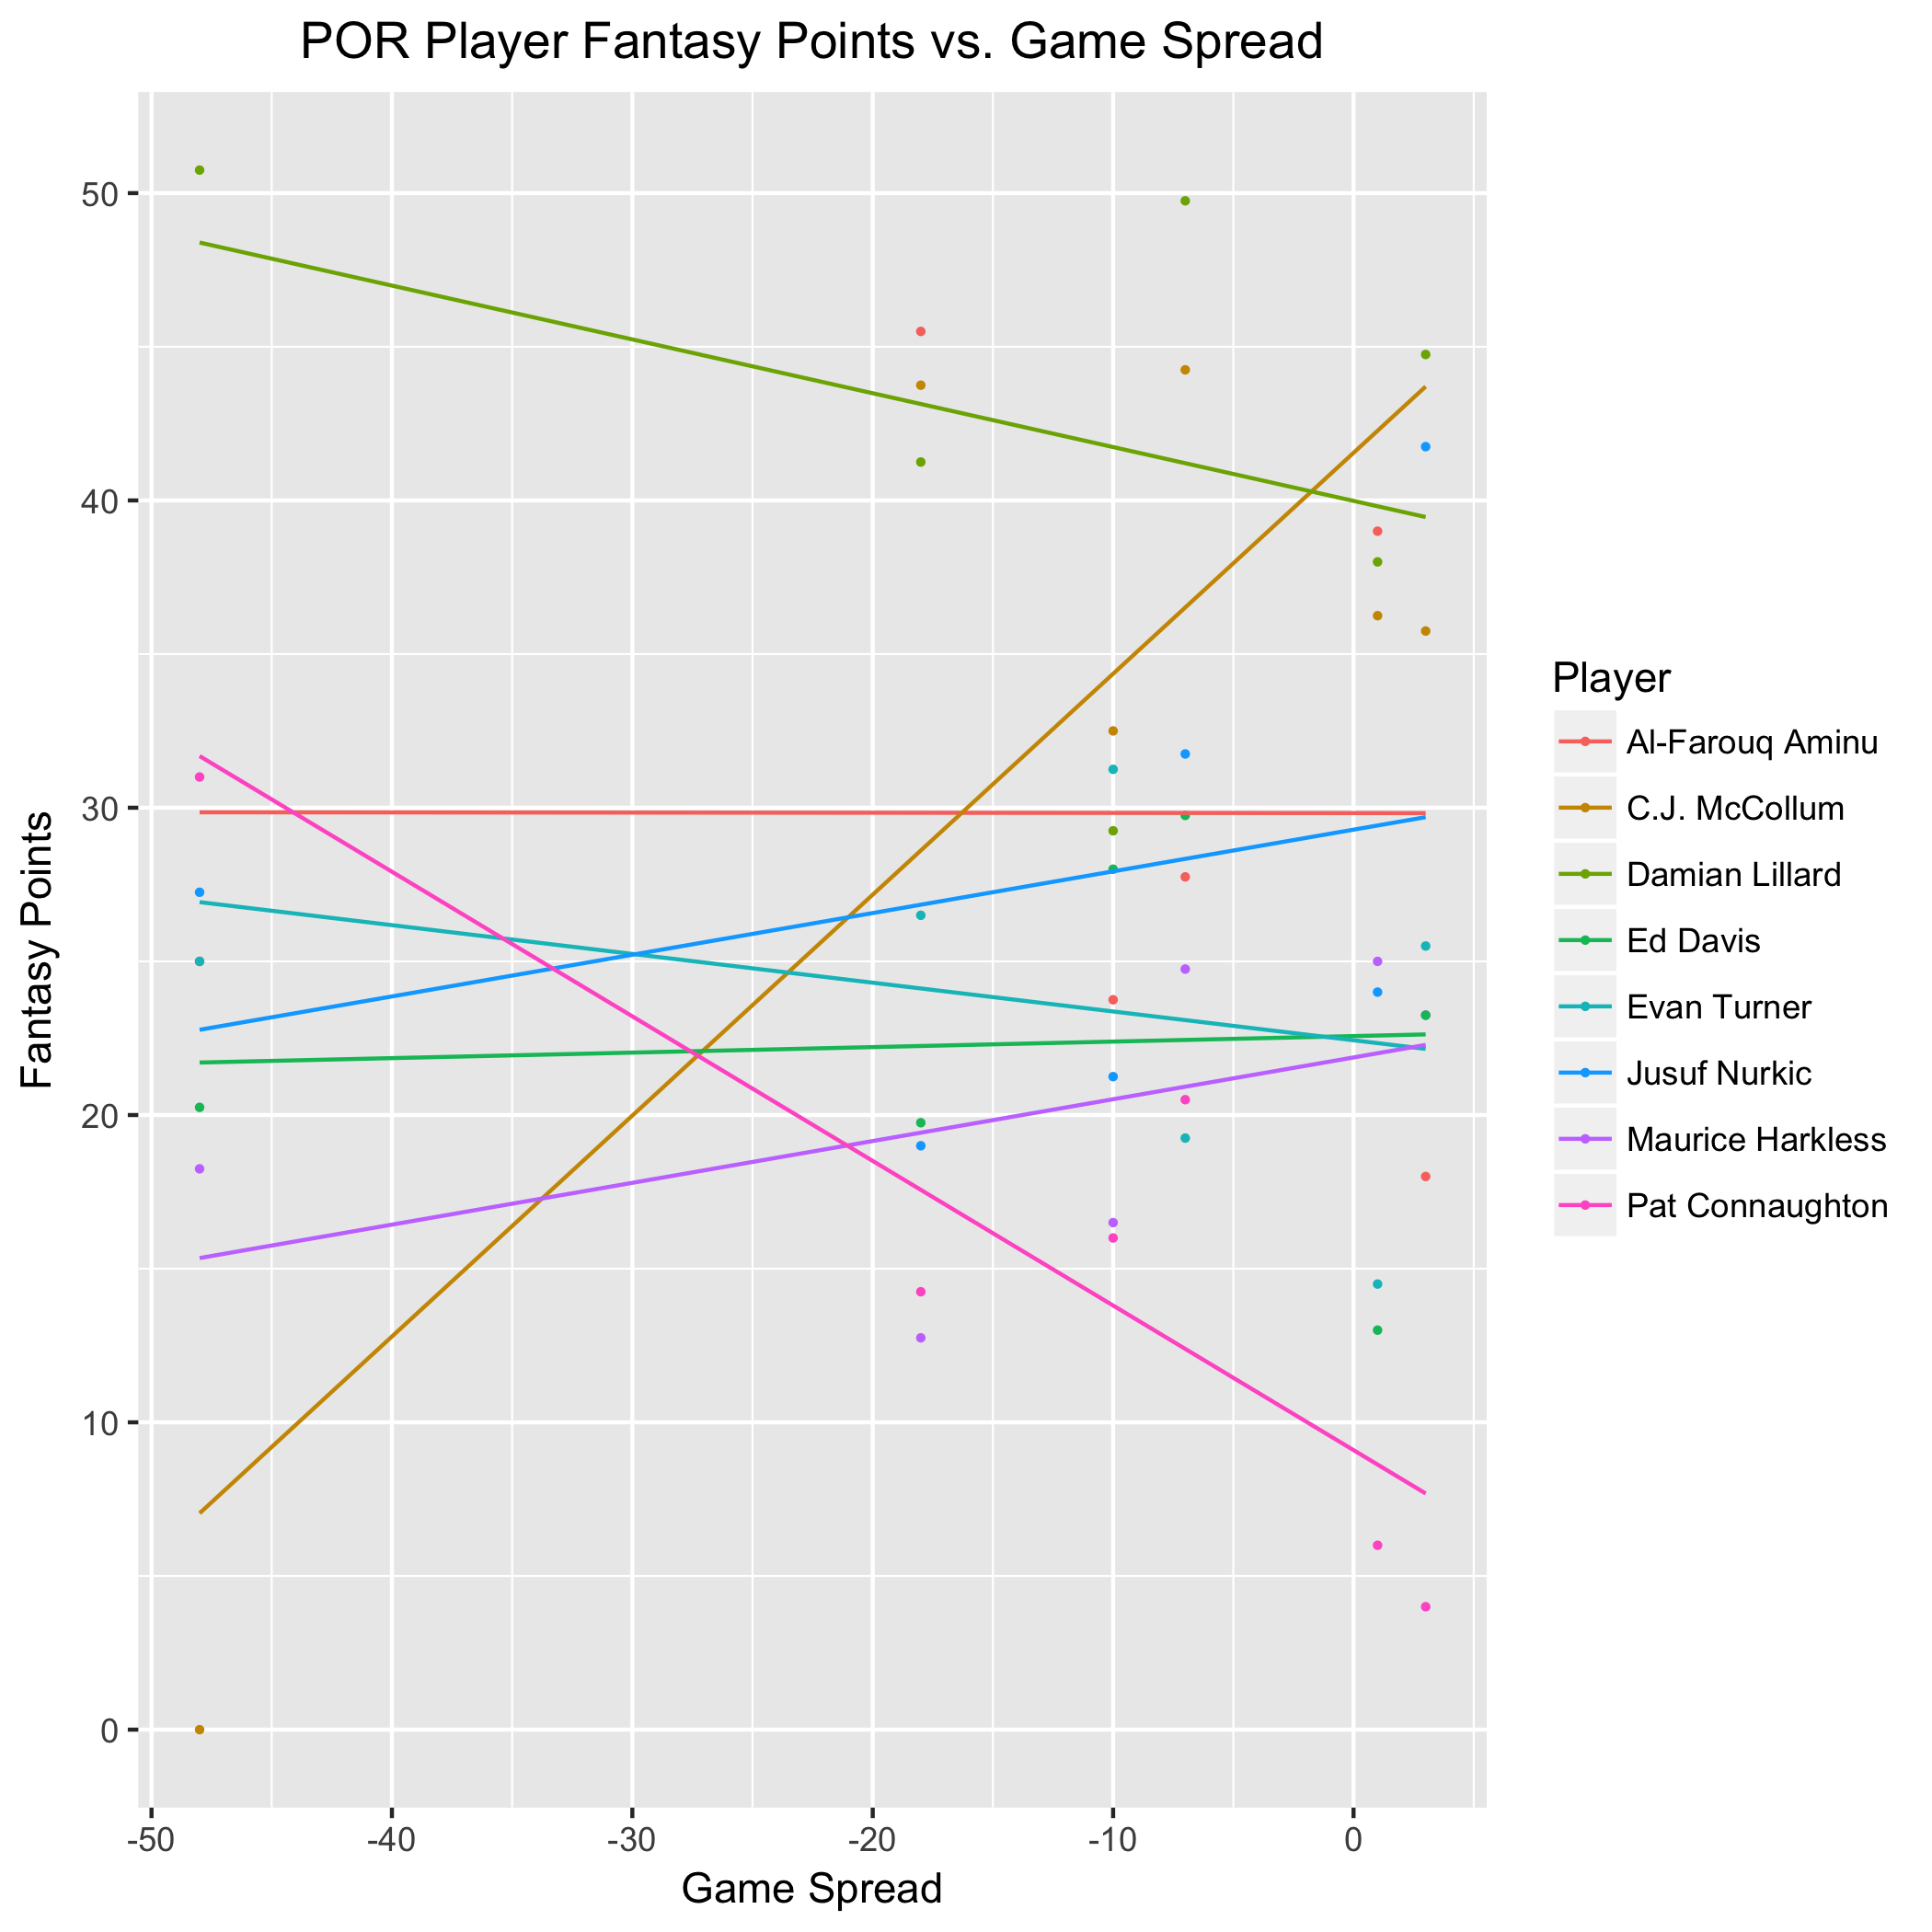 POR Player Fantasy Points vs. Game Spread
50
40
30
20
10
0
Fantasy Points
-50 -40 -30 -20 -10 0
Game Spread
Player
Al-Farouq Aminu
C.J. McCollum
Damian Lillard
Ed Davis
Evan Turner
Jusuf Nurkic
Maurice Harkless
Pat Connaughton